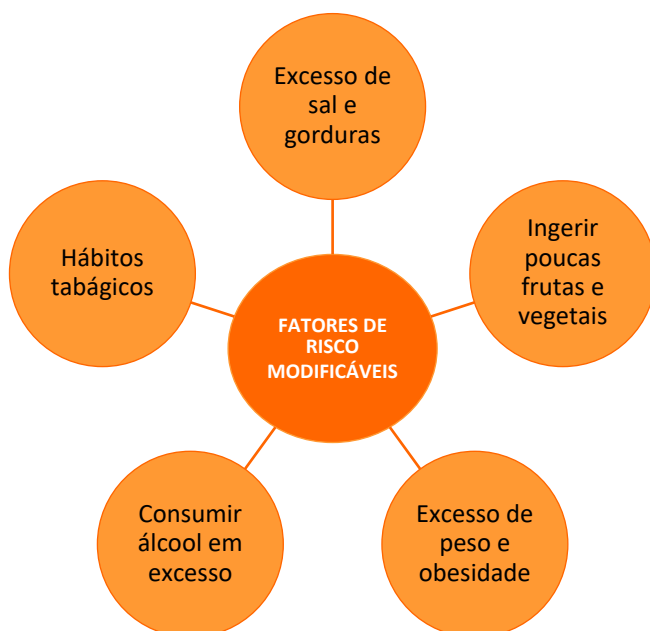 Excesso de
sal e
gorduras
Hábitos
tabágicos
Ingerir
poucas
frutas e
vegetais
FATORES DE
RISCO
MODIFICÁVEIS
Consumir
álcool em
excesso
Excesso de
peso e
obesidade